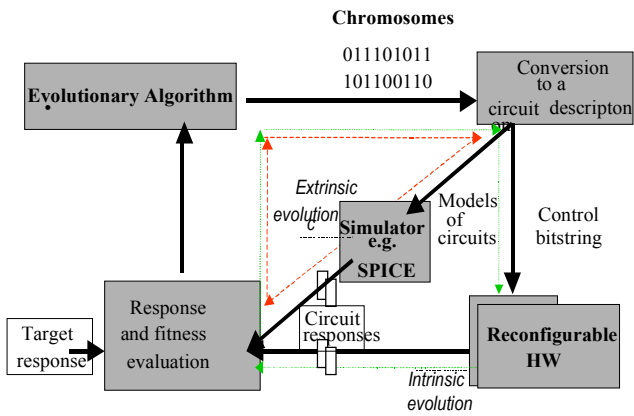 Chromosomes
011101011
101100110
Evolutionary Algorithm
Conversion
to a
circuit descripton
on
Extrinsic
evolution
c
Simulator
e.g.
SPICE
Models
of
circuits
Control
bitstring
Target
response
Response
and fitness
evaluation
Circuit
responses
Reconfigurable
HW
Intrinsic
evolution